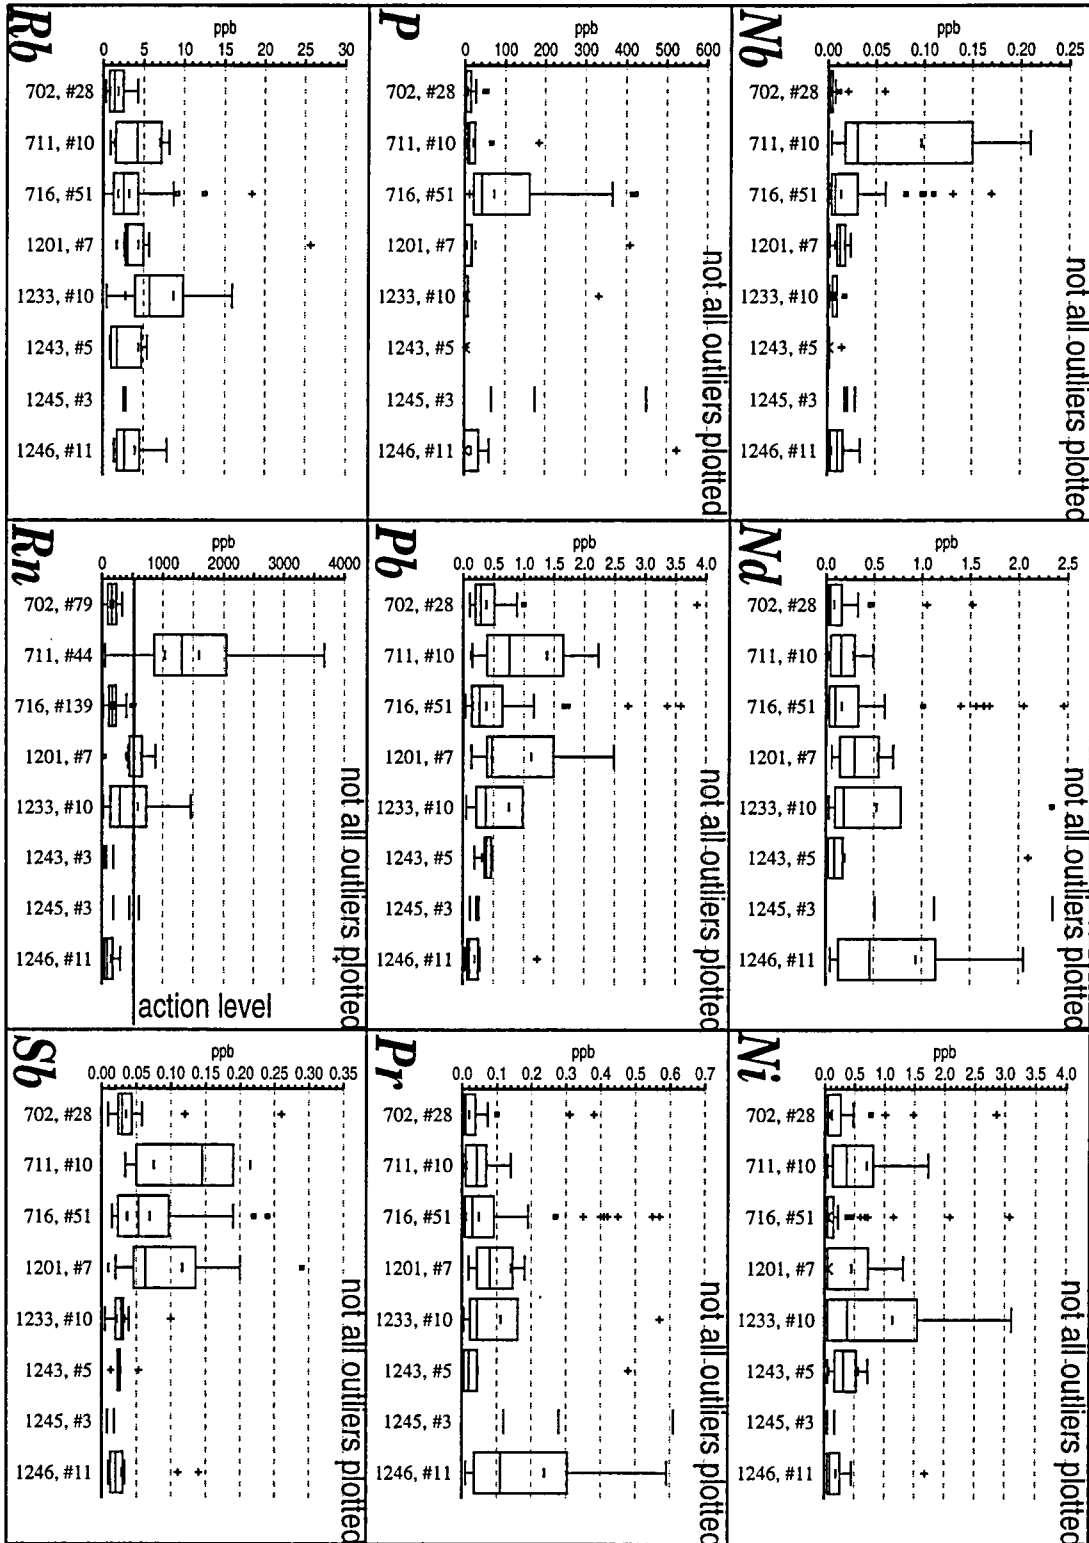 Nb
ppb
0.00 0.05 0.10 0.15 0.20 0.25
702, #28
711, #10
716, #51
1201, #7
1233, #10
1243, #5
1245, #3
1246, #11
not all outliers plotted
Nd
ppb
0.0 0.5 1.0 1.5 2.0 2.5
702, #28
711, #10
716, #51
1201, #7
1233, #10
1243, #5
1245, #3
1246, #11
not all outliers plotted
Ni
ppb
0.0 0.5 1.0 1.5 2.0 2.5 3.0 3.5 4.0
702, #28
711, #10
716, #51
1201, #7
1233, #10
1243, #5
1245, #3
1246, #11
not all outliers plotted
P
ppb
0 100 200 300 400 500 600
702, #28
711, #10
716, #51
1201, #7
1233, #10
1243, #5
1245, #3
1246, #11
not all outliers plotted
Pb
ppb
0.0 0.5 1.0 1.5 2.0 2.5 3.0 3.5 4.0
702, #28
711, #10
716, #51
1201, #7
1233, #10
1243, #5
1245, #3
1246, #11
not all outliers plotted
Pr
ppb
0.0 0.1 0.2 0.3 0.4 0.5 0.6 0.7
702, #28
711, #10
716, #51
1201, #7
1233, #10
1243, #5
1245, #3
1246, #11
not all outliers plotted
Rb
ppb
0 5 10 15 20 25 30
702, #28
711, #10
716, #51
1201, #7
1233, #10
1243, #5
1245, #3
1246, #11
Rn
ppb
0 1000 2000 3000 4000
702, #79
711, #44
716, #139
1201, #7
1233, #10
1243, #3
1245, #3
1246, #11
action level
not all outliers plotted
Sb
ppb
0.00 0.05 0.10 0.15 0.20 0.25 0.30 0.35
702, #28
711, #10
716, #51
1201, #7
1233, #10
1243, #5
1245, #3
1246, #11
not all outliers plotted